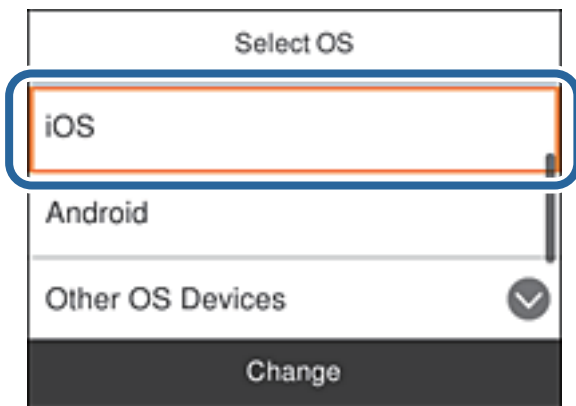 Select OS
iOS
Android
Other OS Devices
Change